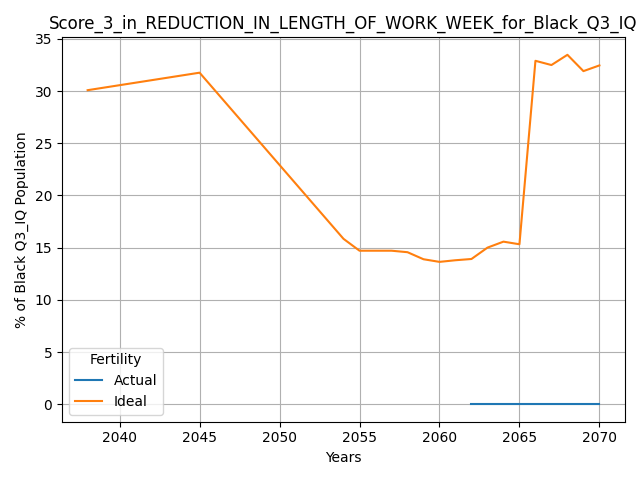 Score_3_in_REDUCTION_IN_LENGTH_OF_WORK_WEEK_for_Black_Q3_IQ
35
30
25
20
15
10
5
0
% of Black Q3_IQ Population
Fertility
Actual
Ideal
2040 2045 2050 2055 2060 2065 2070
Years